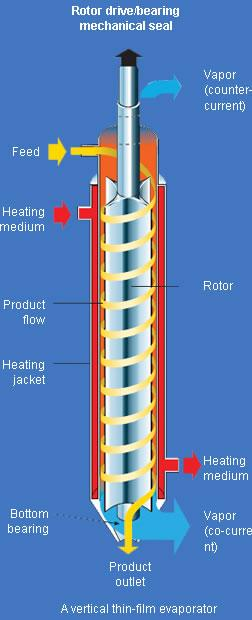 Rotor drive/bearing
mechanical seal
Vapor
(counter-
current)
Feed
Heating
medium
Rotor
Product
flow
Heating
jacket
Heating
medium
Bottom
bearing
Vapor
(co-curre
nt)
Product
outlet
A vertical thin-film evaporator